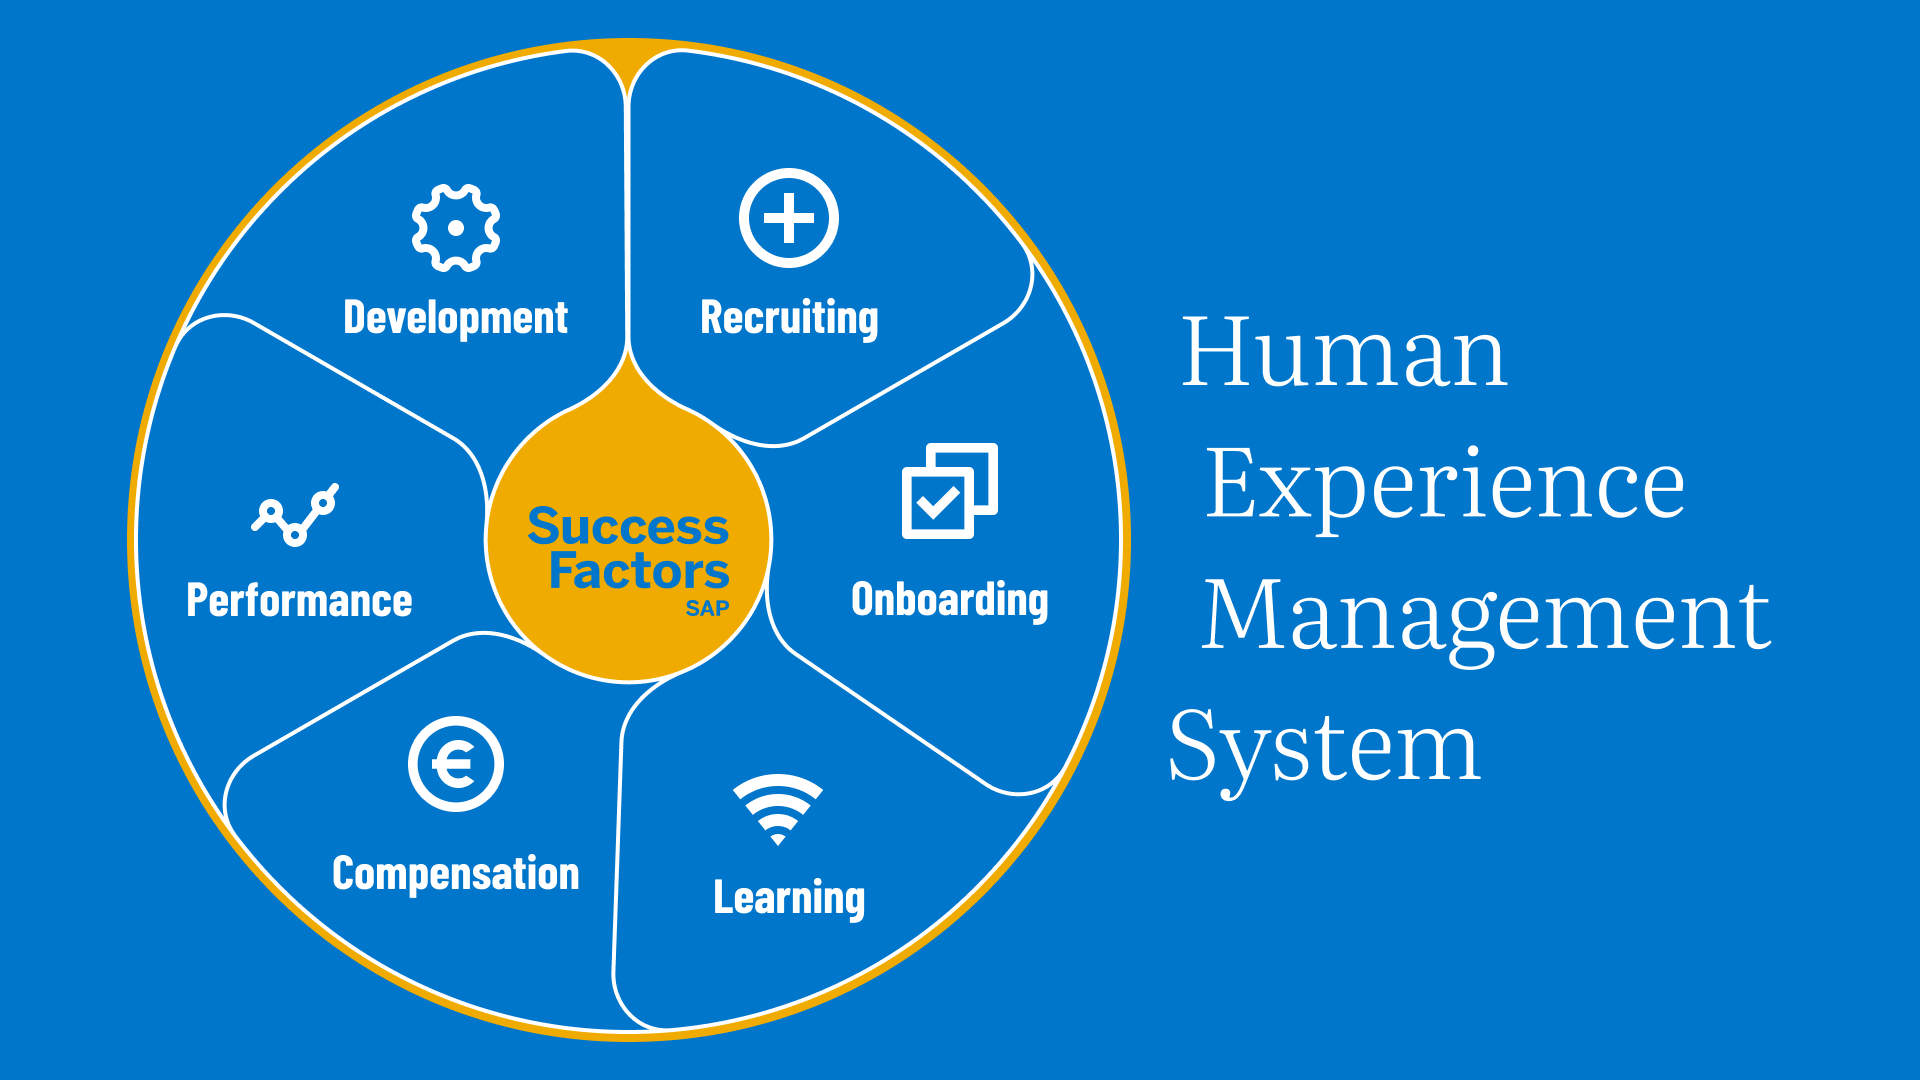 Development
Recruiting
Performance
Success
Factors
SAP
Onboarding
Compensation
Learning
Human
Experience
Management
System